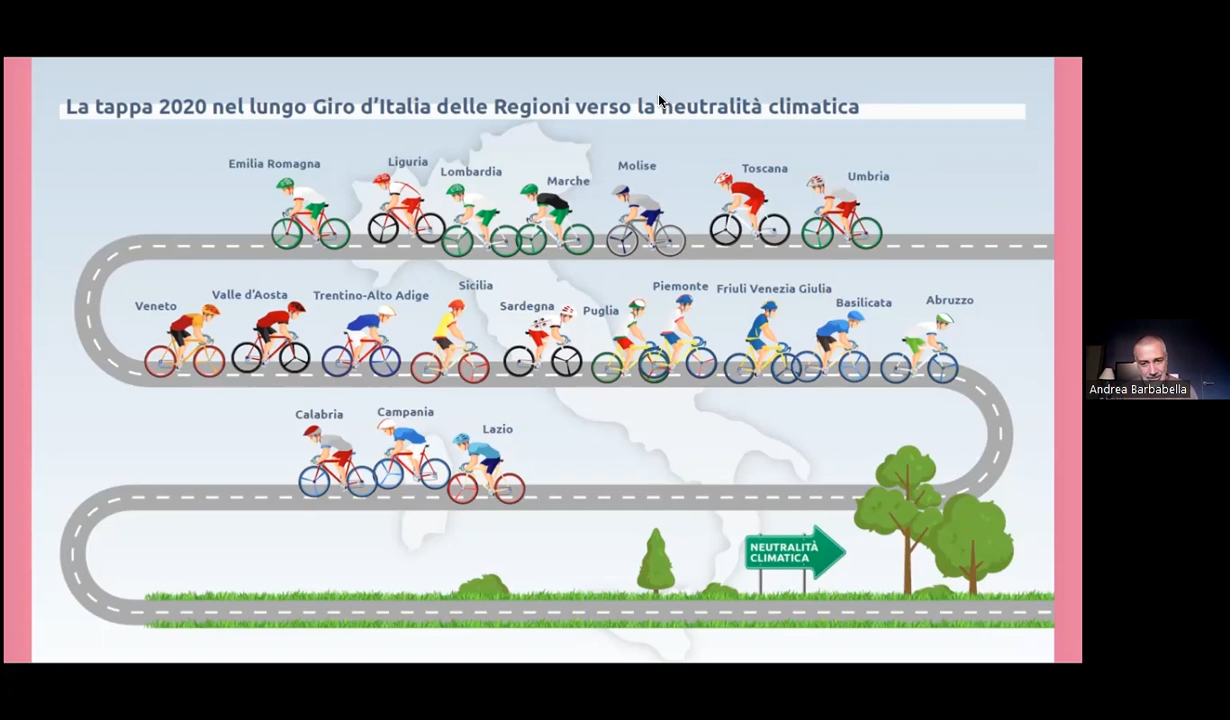 La tappa 2020 nel lungo Giro d'Italia delle Regioni verso la neutralità climatica
Emilia Romagna
Liguria
Lombardia
Marche
Molise
Toscana
Umbria
Veneto
Valle d'Aosta
Trentino-Alto Adige
Sicilia
Sardegna
Puglia
Piemonte
Friuli Venezia Giulia
Basilicata
Abruzzo
Calabria
Campania
Lazio
NEUTRALITÀ
CLIMATICA
Andrea Barbabella